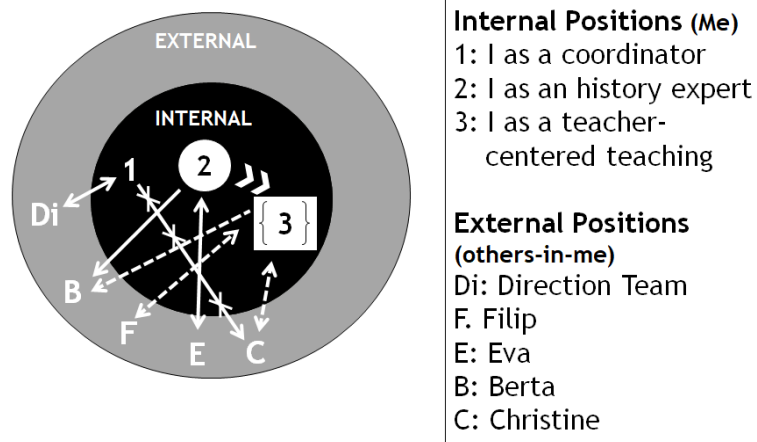 EXTERNAL
INTERNAL
1
2
{ 3 }
Di
B
F
E
C
Internal Positions (Me)
1: I as a coordinator
2: I as an history expert
3: I as a teacher-
centered teaching
External Positions
(others-in-me)
Di: Direction Team
F. Filip
E: Eva
B: Berta
C: Christine